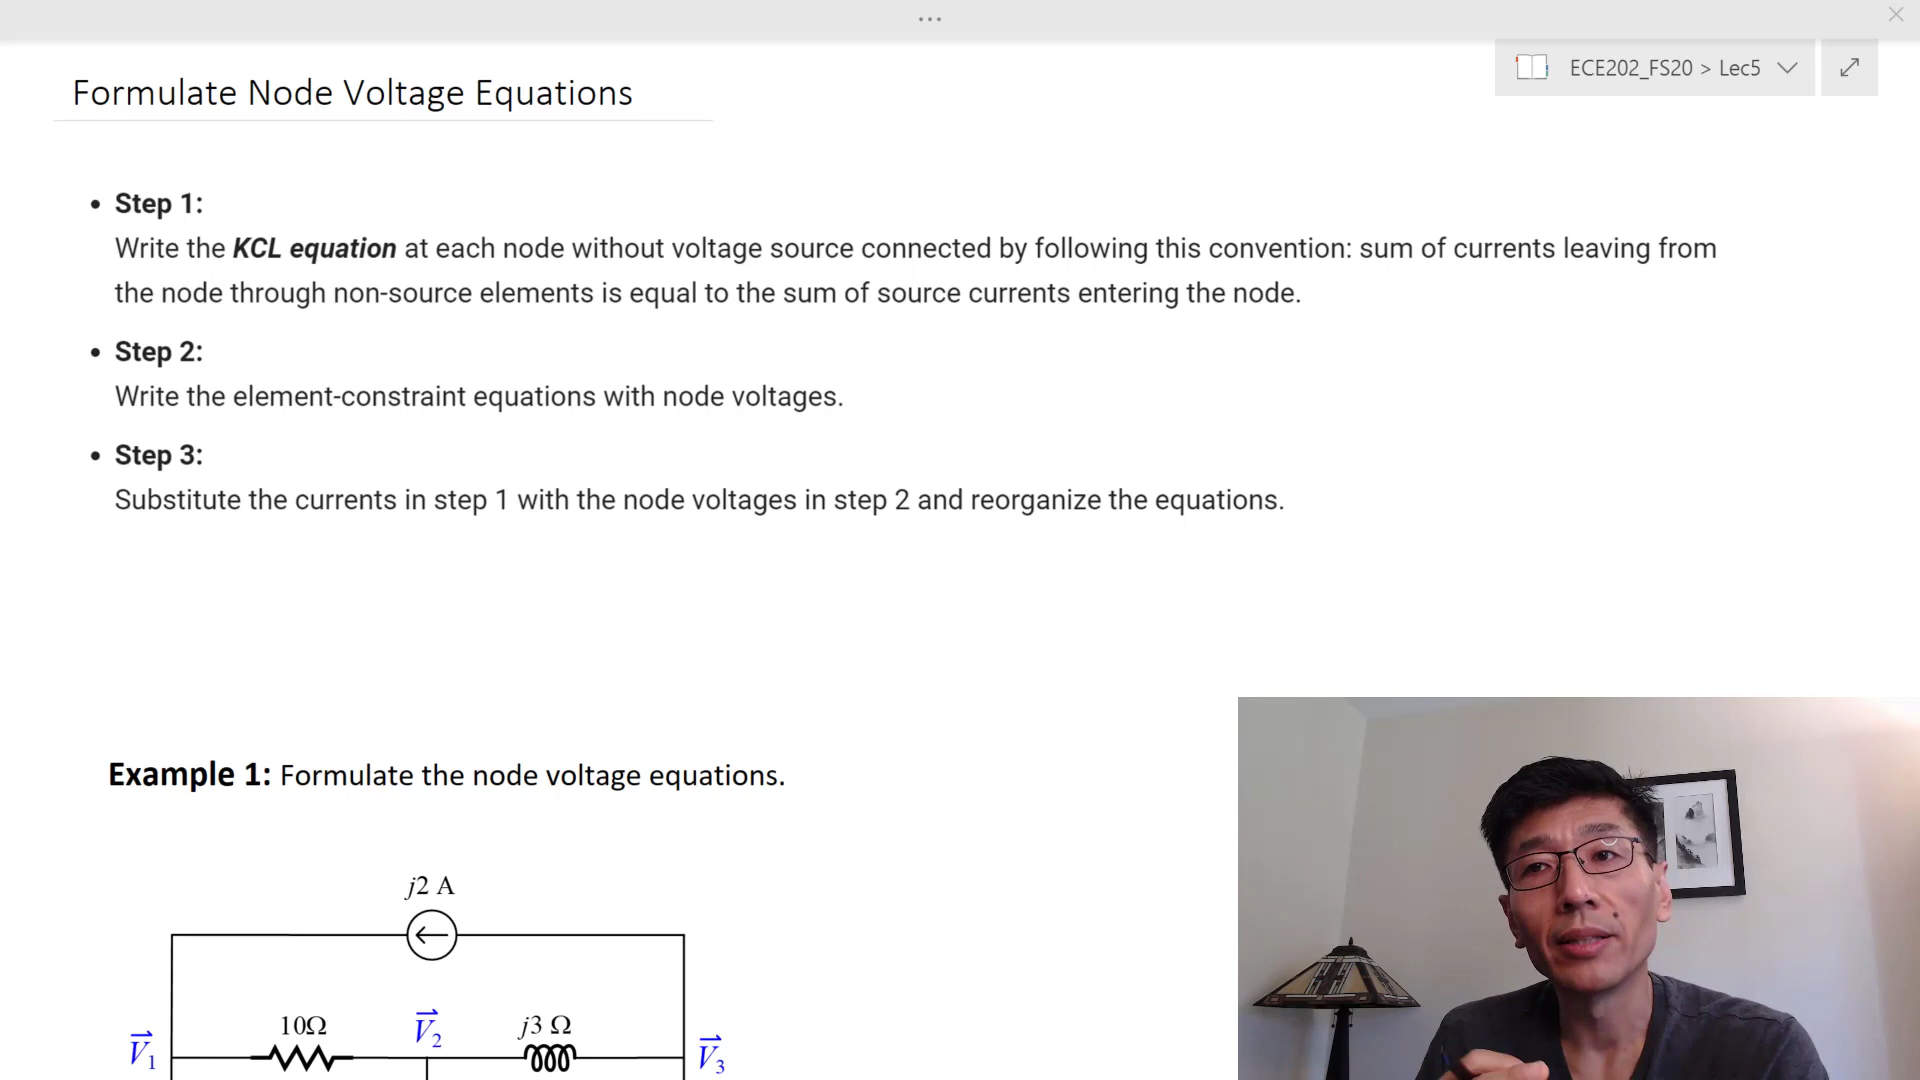 ...
ECE202_FS20 > Lec5
Formulate Node Voltage Equations
• Step 1:
Write the KCL equation at each node without voltage source connected by following this convention: sum of currents leaving from
the node through non-source elements is equal to the sum of source currents entering the node.
• Step 2:
Write the element-constraint equations with node voltages.
• Step 3:
Substitute the currents in step 1 with the node voltages in step 2 and reorganize the equations.
Example 1: Formulate the node voltage equations.
j2 A
10Ω
j3 Ω
V⃗1
V⃗2
V⃗3